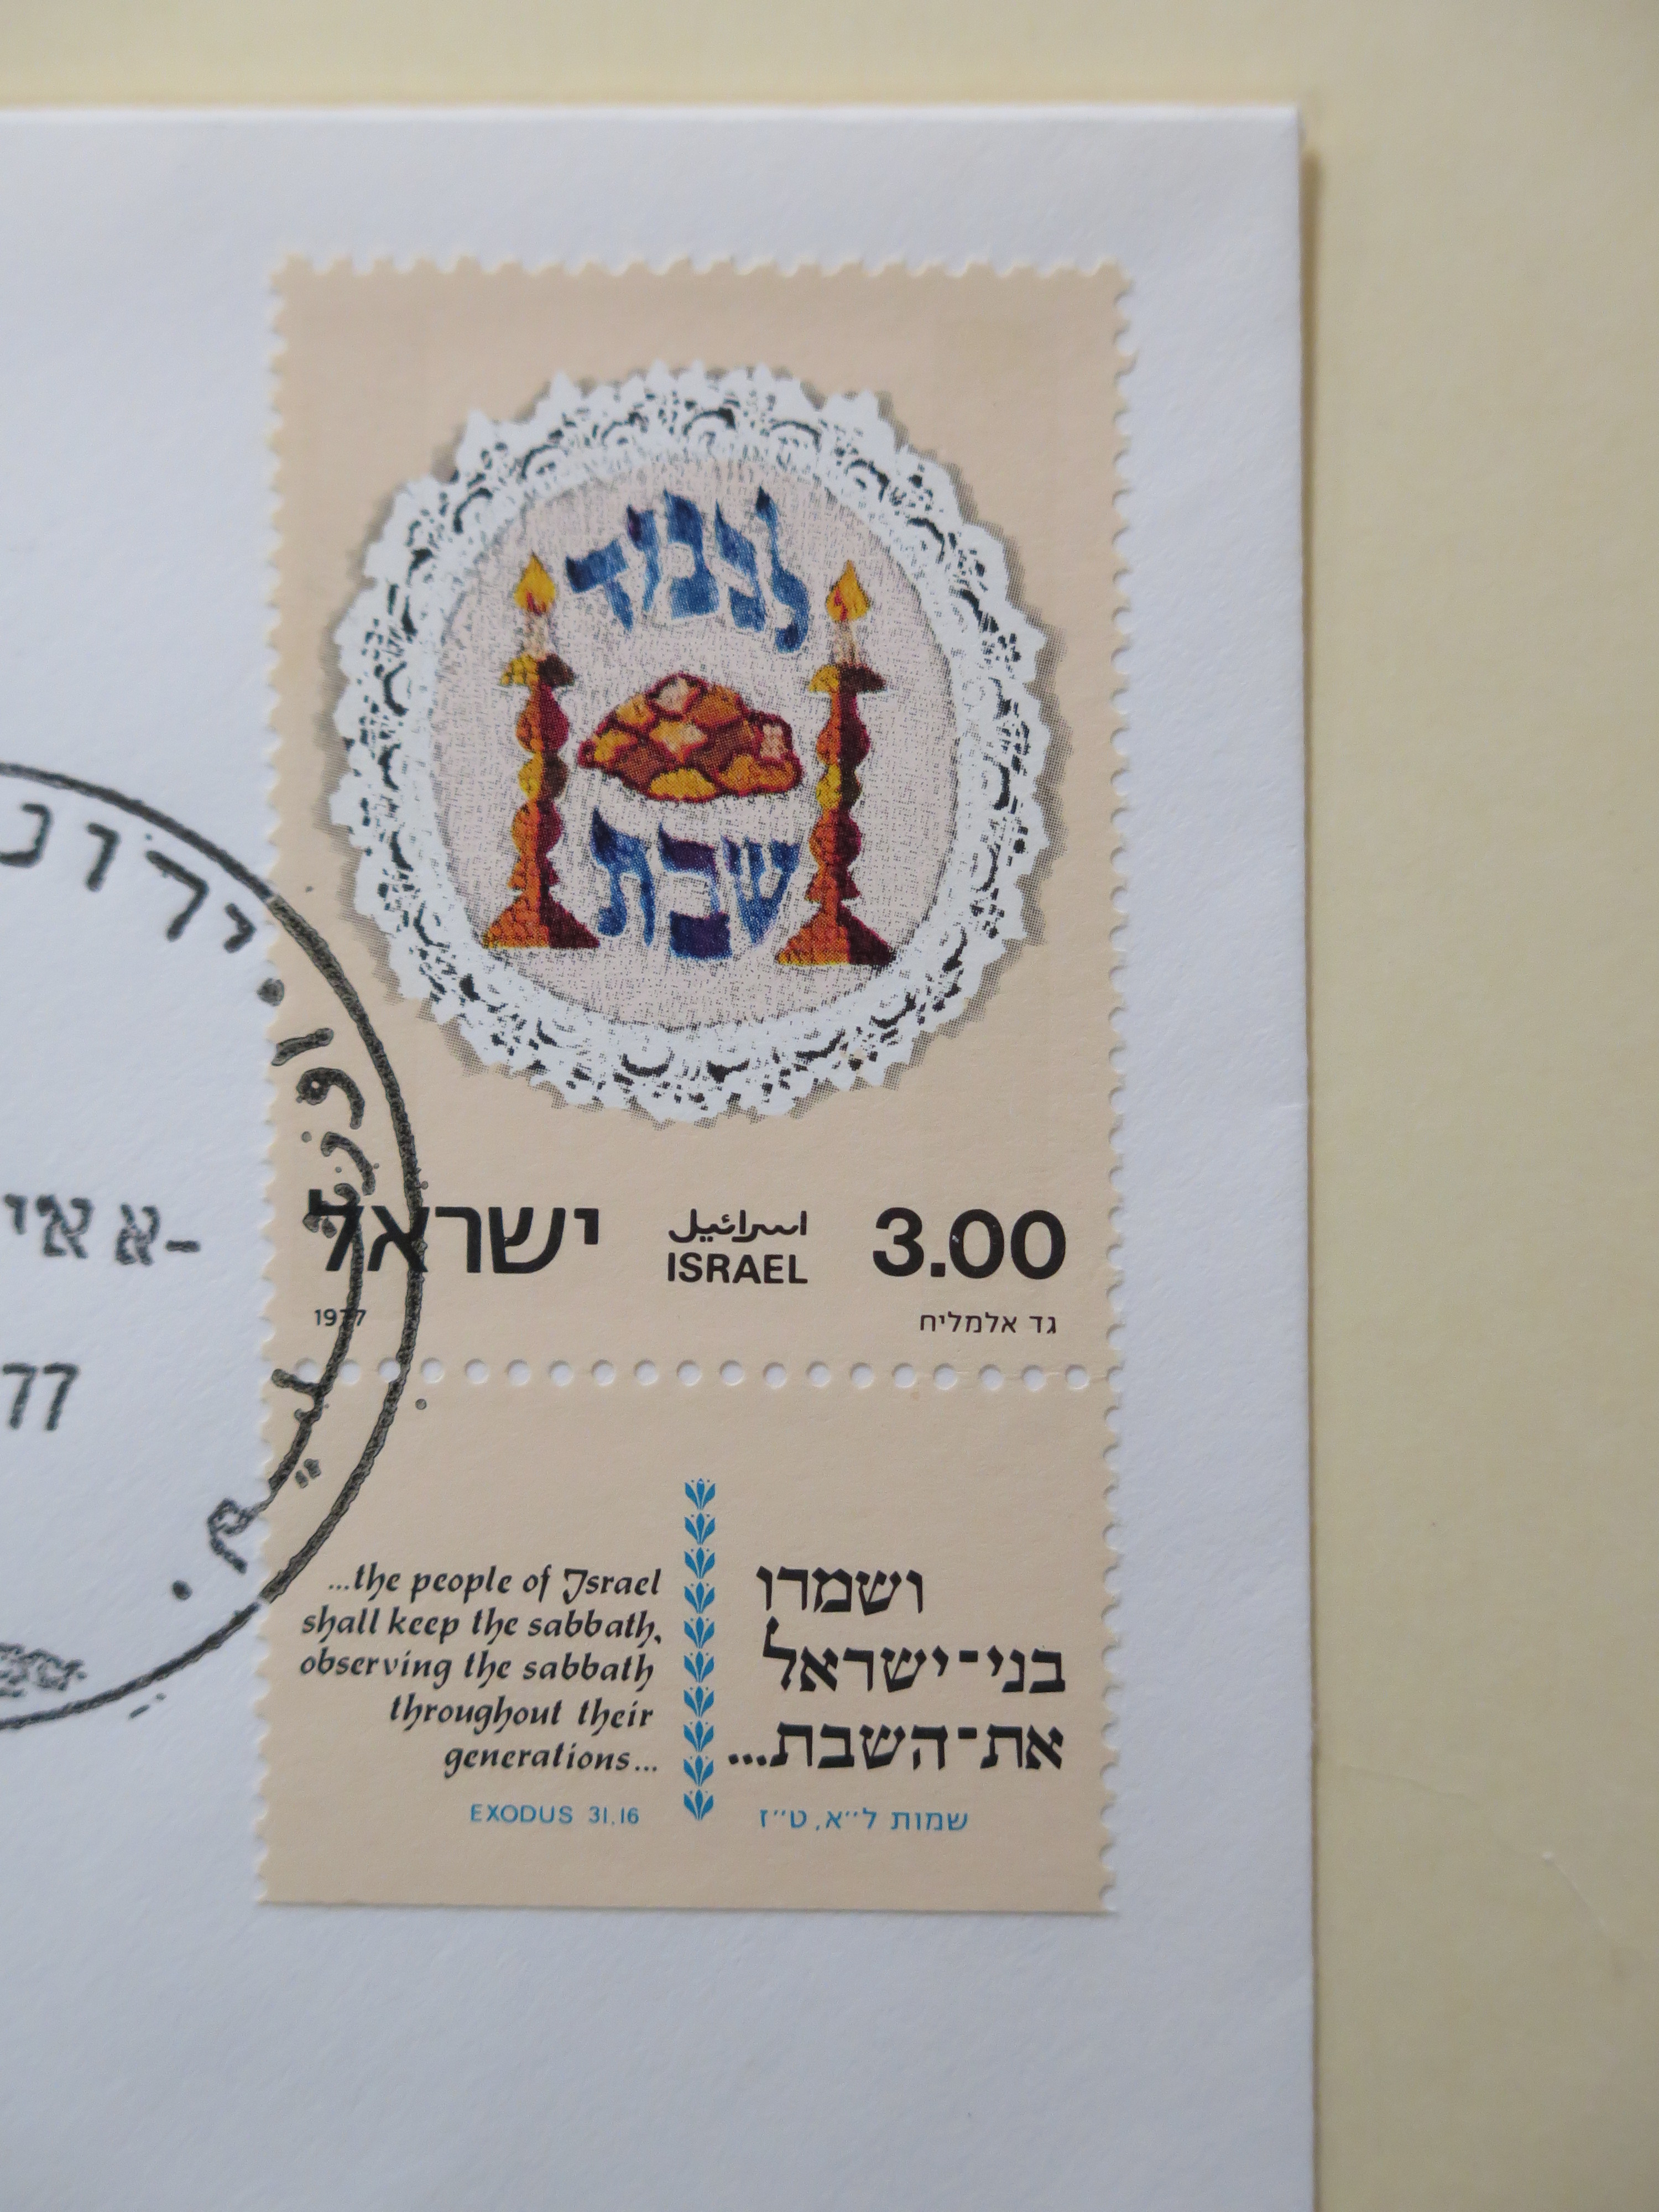 לכבוד
שבת
ישראל اسرائيل 3.00
ISRAEL
1977 גד אלמליח
...the people of Israel
shall keep the sabbath,
observing the sabbath
throughout their
generations...
EXODUS 31,16
ושמרו
בני־ישראל
את־השבת...
שמות ל״א, ט״ז
ירו
77